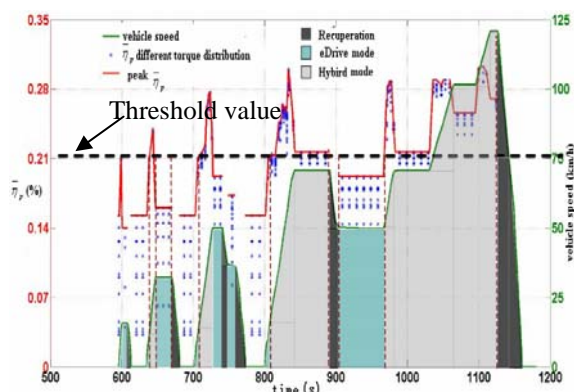 0.35
0.28
0.21
0.14
0.07
0
η̄p (%)
vehicle speed
η̄p different torque distribution
peak η̄p
Recuperation
eDrive mode
Hybird mode
Threshold value
125
100
75
50
25
0
vehicle speed (km/h)
500 600 700 800 900 1000 1100 1200
time (s)